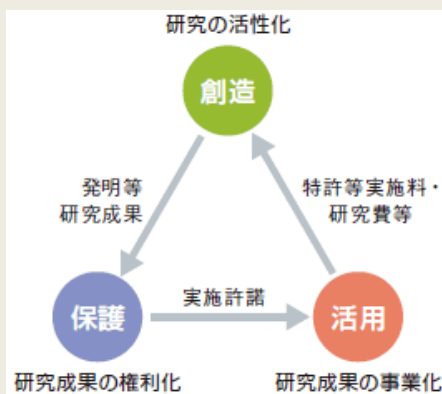 研究の活性化
創造
発明等
研究成果
特許等実施料・
研究費等
実施許諾
保護
活用
研究成果の権利化
研究成果の事業化